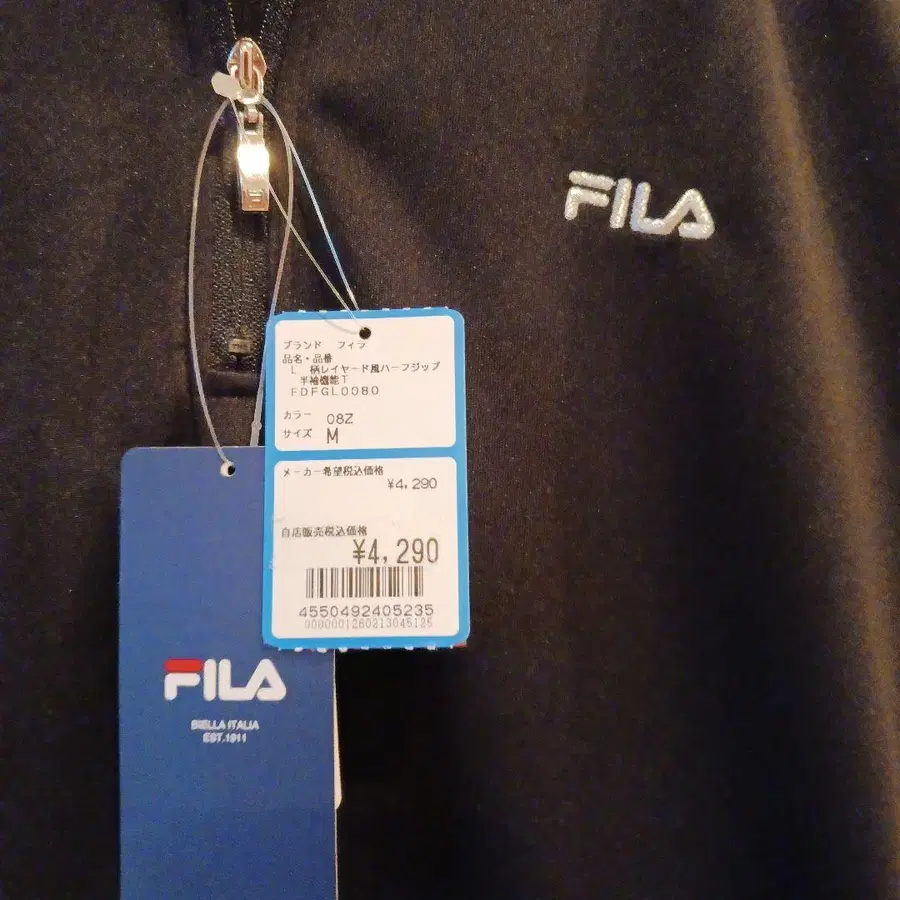 FILA
ブランド フィラ
品名・品番
L 柄レイヤード風ハーフジップ
半袖機能T
FDFGL0080
カラー 08Z
サイズ M
メーカー希望税込価格
¥4,290
自店販売税込価格
¥4,290
4550492405235
0000001260213045125
FILA
BIELLA ITALIA
EST.1911